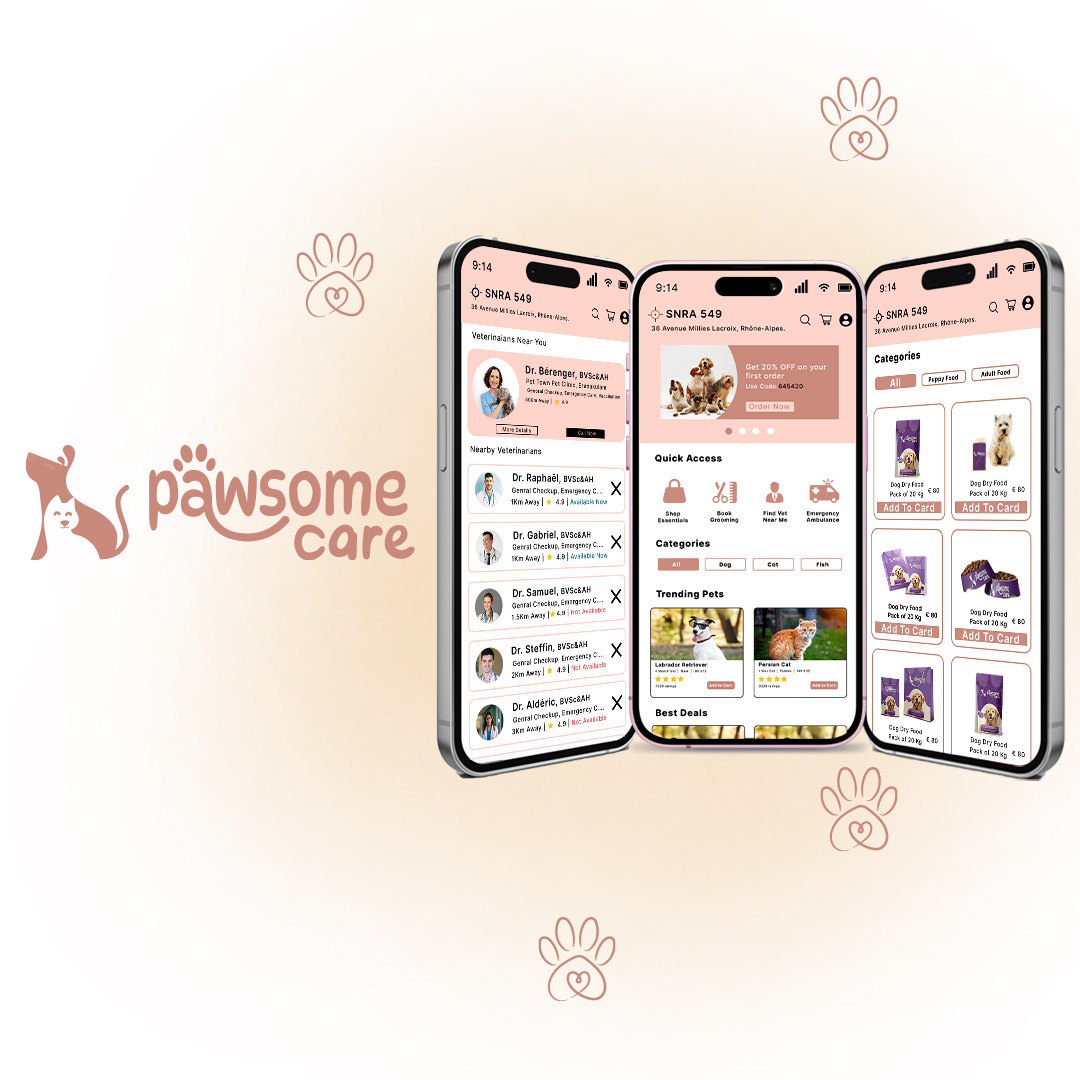 pawsome
care
9:14
SNRA 549
36 Avenue Millies Lacroix, Rhône-Alpes.
Veterinaians Near You
Dr. Bérenger, BVSc&AH
Pet Town Pet Clinic, Eranakulam
Genral Checkup, Emergency Care, Vaccination
800m Away | 4.9
More Details
Call Now
Nearby Veterinarians
Dr. Raphaël, BVSc&AH
Genral Checkup, Emergency C...
1Km Away | 4.9 | Available Now
Dr. Gabriel, BVSc&AH
Genral Checkup, Emergency C...
1Km Away | 4.9 | Available Now
Dr. Samuel, BVSc&AH
Genral Checkup, Emergency C...
1.5Km Away | 4.9 | Not Available
Dr. Steffin, BVSc&AH
Genral Checkup, Emergency C...
2Km Away | 4.9 | Not Available
Dr. Aldéric, BVSc&AH
Genral Checkup, Emergency C...
3Km Away | 4.9 | Not Available
9:14
SNRA 549
36 Avenue Millies Lacroix, Rhône-Alpes.
Get 20% OFF on your
first order
Use Code 645420
Order Now
Quick Access
Shop
Essentials
Book
Grooming
Find Vet
Near Me
Emergency
Ambulance
Categories
All
Dog
Cat
Fish
Trending Pets
Labrador Retriever
Add to Cart
Persian Cat
Add to Cart
Best Deals
9:14
SNRA 549
36 Avenue Millies Lacroix, Rhône-Alpes.
Categories
All
Puppy Food
Adult Food
Dog Dry Food
Pack of 20 Kg € 80
Add To Card
Dog Dry Food
Pack of 20 Kg € 80
Add To Card
Dog Dry Food
Pack of 20 Kg € 80
Add To Card
Dog Dry Food
Pack of 20 Kg € 80
Add To Card
Dog Dry Food
Pack of 20 Kg € 80
Dog Dry Food
Pack of 20 Kg € 80